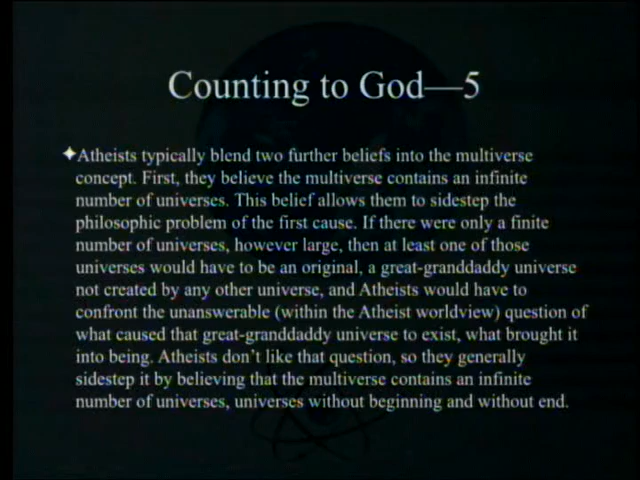 Counting to God—5
✦Atheists typically blend two further beliefs into the multiverse
concept. First, they believe the multiverse contains an infinite
number of universes. This belief allows them to sidestep the
philosophic problem of the first cause. If there were only a finite
number of universes, however large, then at least one of those
universes would have to be an original, a great-granddaddy universe
not created by any other universe, and Atheists would have to
confront the unanswerable (within the Atheist worldview) question of
what caused that great-granddaddy universe to exist, what brought it
into being. Atheists don't like that question, so they generally
sidestep it by believing that the multiverse contains an infinite
number of universes, universes without beginning and without end.